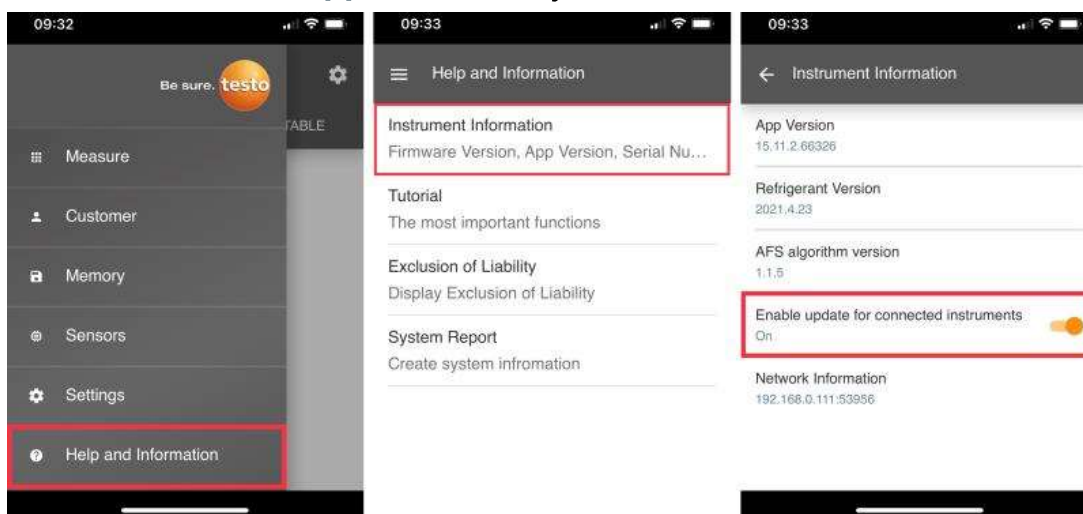 09:32
Be sure. testo
TABLE
Measure
Customer
Memory
Sensors
Settings
Help and Information
09:33
Help and Information
Instrument Information
Firmware Version, App Version, Serial Nu...
Tutorial
The most important functions
Exclusion of Liability
Display Exclusion of Liability
System Report
Create system infromation
09:33
Instrument Information
App Version
15.11.2.66326
Refrigerant Version
2021.4.23
AFS algorithm version
1.1.5
Enable update for connected instruments
On
Network Information
192.168.0.111:53956